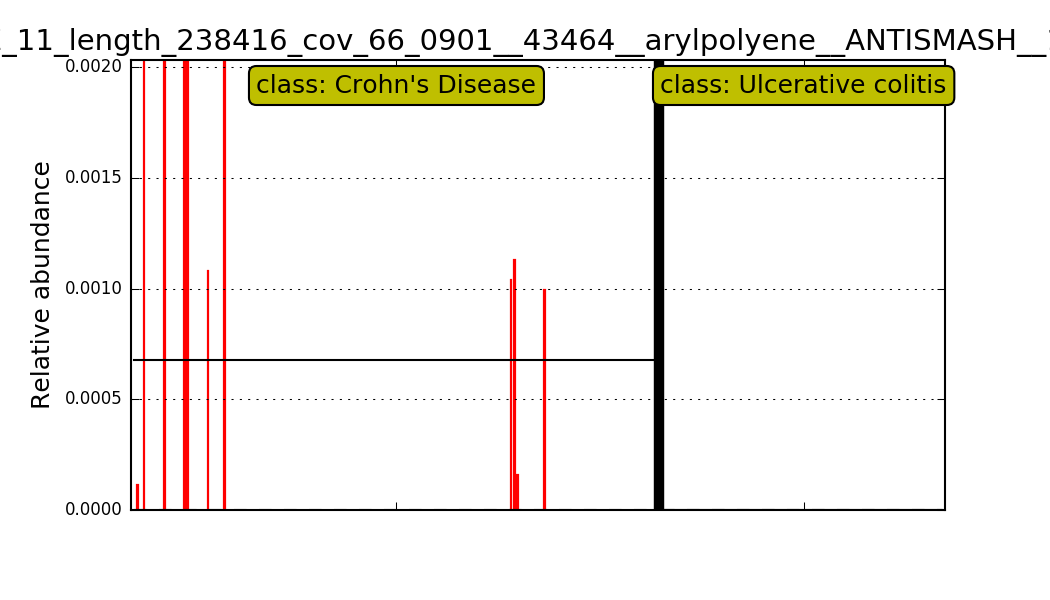 _11_length_238416_cov_66_0901__43464__arylpolyene__ANTISMASH__
class: Crohn's Disease
class: Ulcerative colitis
Relative abundance
0.0020
0.0015
0.0010
0.0005
0.0000